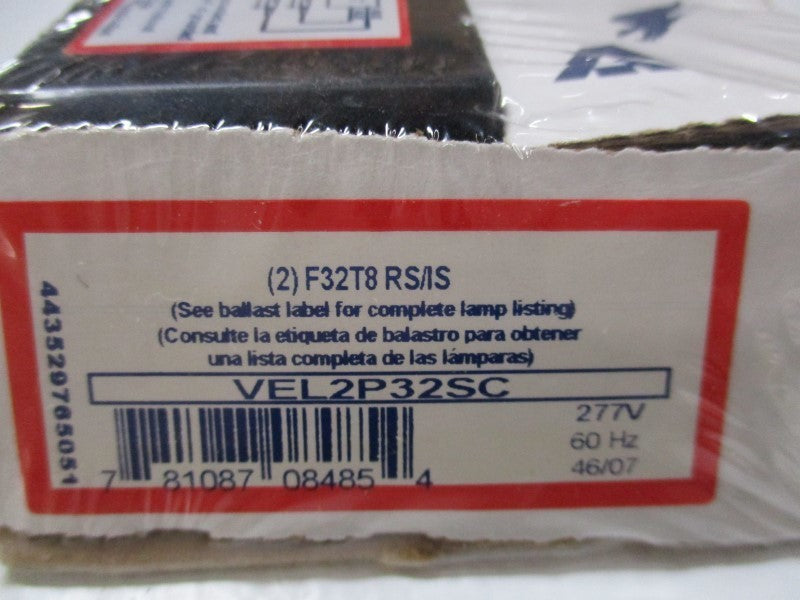 (2) F32T8 RS/IS
(See ballast label for complete lamp listing)
(Consulte la etiqueta de balastro para obtener
una lista completa de las lámparas)
VEL2P32SC
277V
60 Hz
46/07
7 81087 08485 4
443529765051